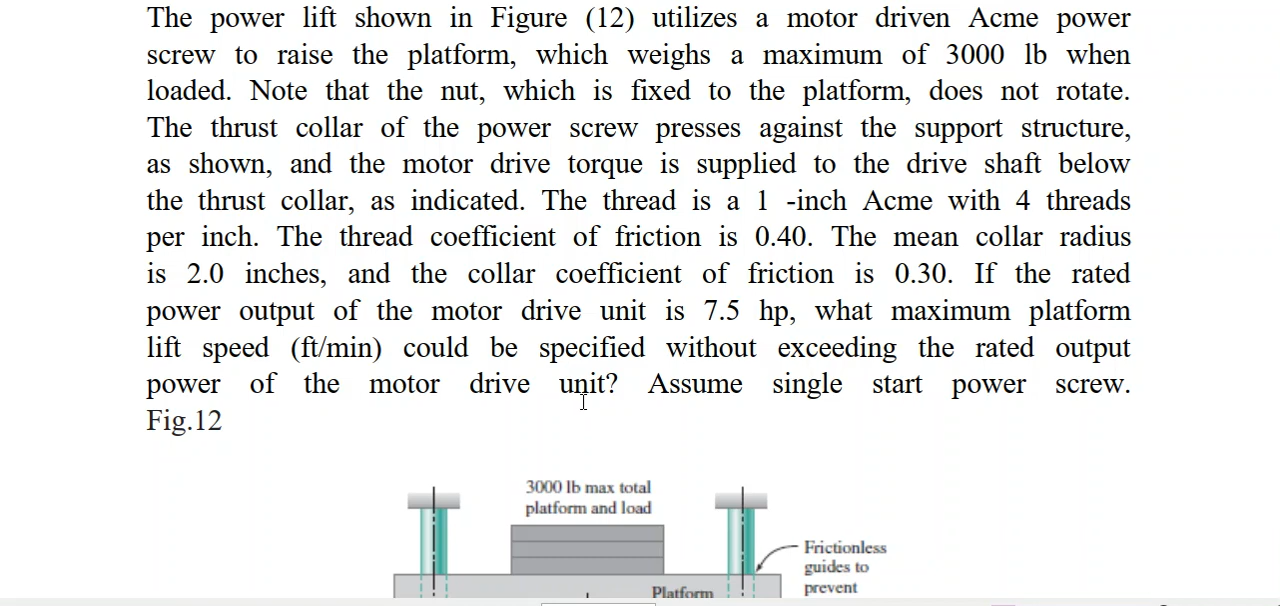 The power lift shown in Figure (12) utilizes a motor driven Acme power
screw to raise the platform, which weighs a maximum of 3000 lb when
loaded. Note that the nut, which is fixed to the platform, does not rotate.
The thrust collar of the power screw presses against the support structure,
as shown, and the motor drive torque is supplied to the drive shaft below
the thrust collar, as indicated. The thread is a 1 -inch Acme with 4 threads
per inch. The thread coefficient of friction is 0.40. The mean collar radius
is 2.0 inches, and the collar coefficient of friction is 0.30. If the rated
power output of the motor drive unit is 7.5 hp, what maximum platform
lift speed (ft/min) could be specified without exceeding the rated output
power of the motor drive unit? Assume single start power screw.
Fig.12
3000 lb max total
platform and load
Frictionless
guides to
prevent
Platform